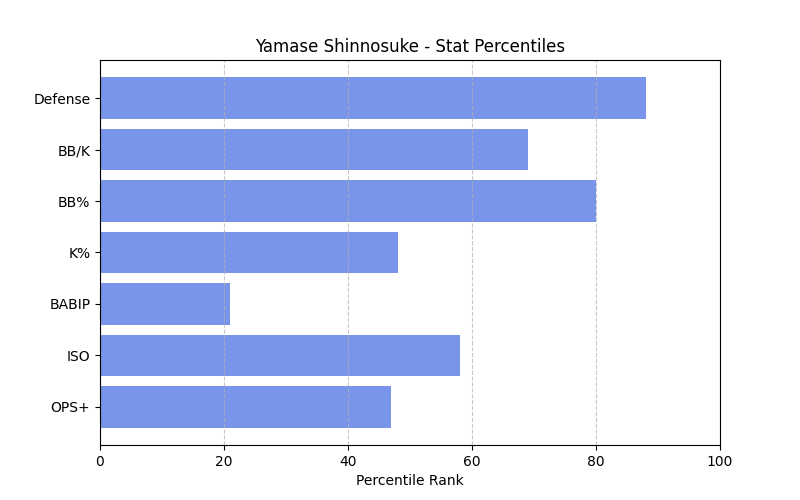 Yamase Shinnosuke - Stat Percentiles
Defense
BB/K
BB%
K%
BABIP
ISO
OPS+
0 20 40 60 80 100
Percentile Rank